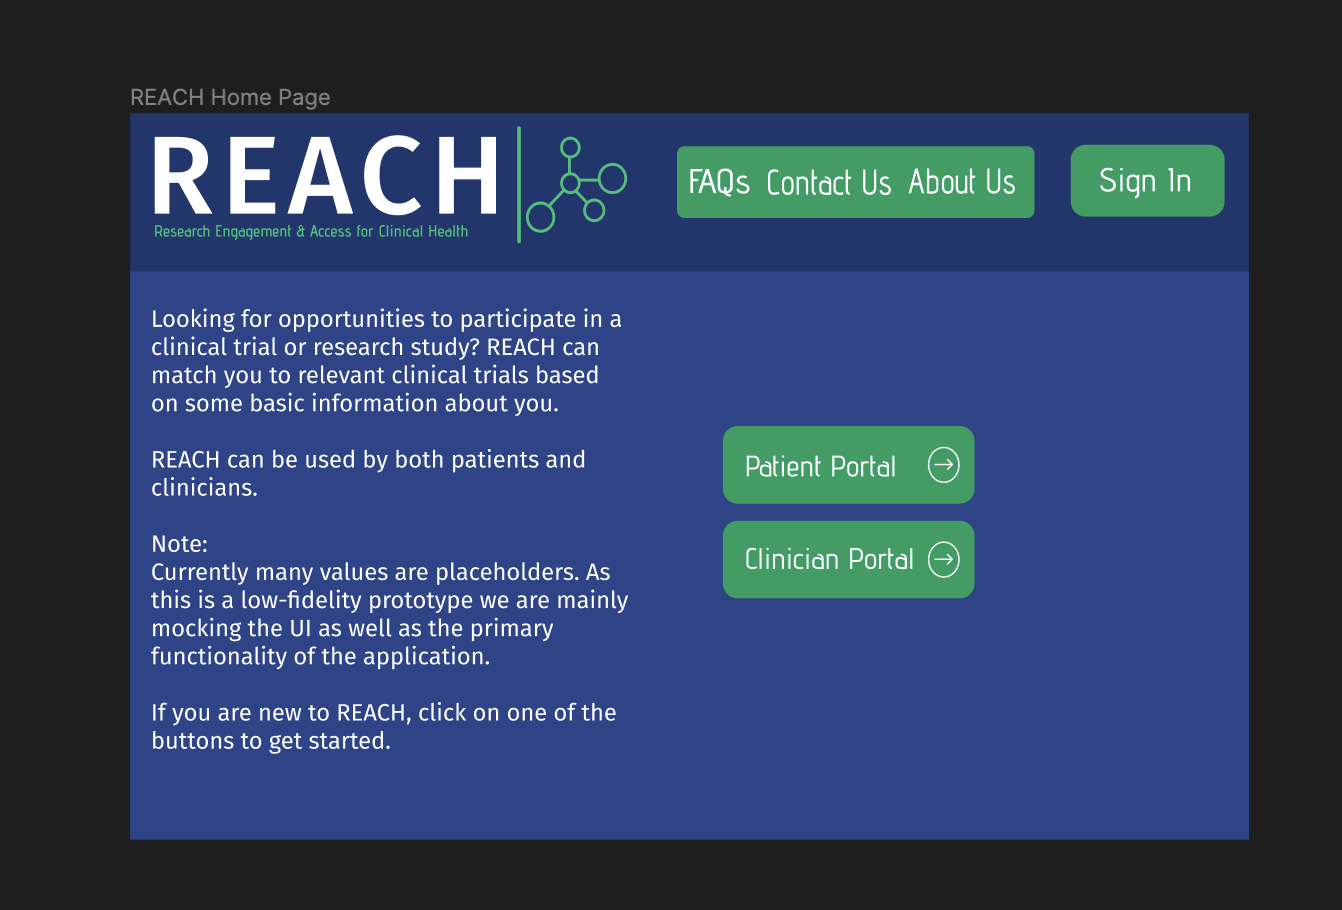 REACH Home Page
REACH
Research Engagement & Access for Clinical Health
FAQs Contact Us About Us
Sign In
Looking for opportunities to participate in a
clinical trial or research study? REACH can
match you to relevant clinical trials based
on some basic information about you.
REACH can be used by both patients and
clinicians.
Note:
Currently many values are placeholders. As
this is a low-fidelity prototype we are mainly
mocking the UI as well as the primary
functionality of the application.
If you are new to REACH, click on one of the
buttons to get started.
Patient Portal
Clinician Portal